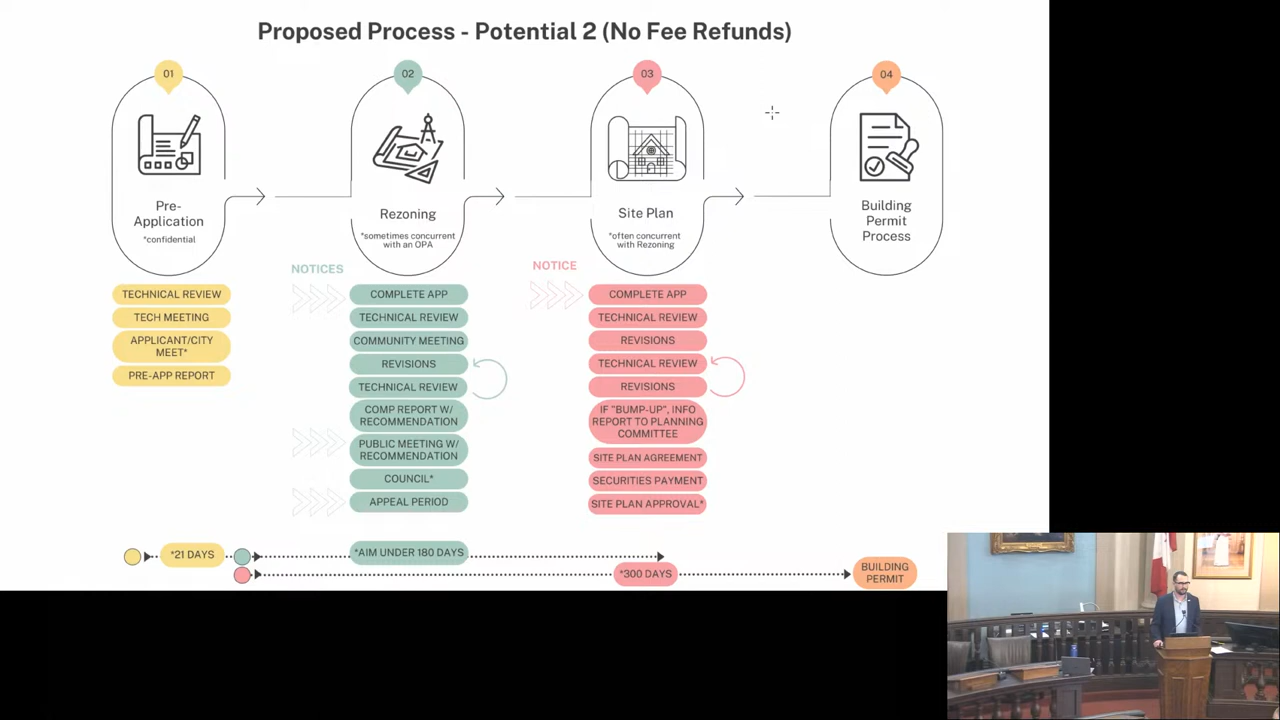 Proposed Process - Potential 2 (No Fee Refunds)
01
Pre-
Application
*confidential
TECHNICAL REVIEW
TECH MEETING
APPLICANT/CITY
MEET*
PRE-APP REPORT
02
Rezoning
*sometimes concurrent
with an OPA
NOTICES
COMPLETE APP
TECHNICAL REVIEW
COMMUNITY MEETING
REVISIONS
TECHNICAL REVIEW
COMP REPORT W/
RECOMMENDATION
PUBLIC MEETING W/
RECOMMENDATION
COUNCIL*
APPEAL PERIOD
03
Site Plan
*often concurrent
with Rezoning
NOTICE
COMPLETE APP
TECHNICAL REVIEW
REVISIONS
TECHNICAL REVIEW
REVISIONS
IF "BUMP-UP", INFO
REPORT TO PLANNING
COMMITTEE
SITE PLAN AGREEMENT
SECURITIES PAYMENT
SITE PLAN APPROVAL*
04
Building
Permit
Process
*21 DAYS
*AIM UNDER 180 DAYS
*300 DAYS
BUILDING
PERMIT